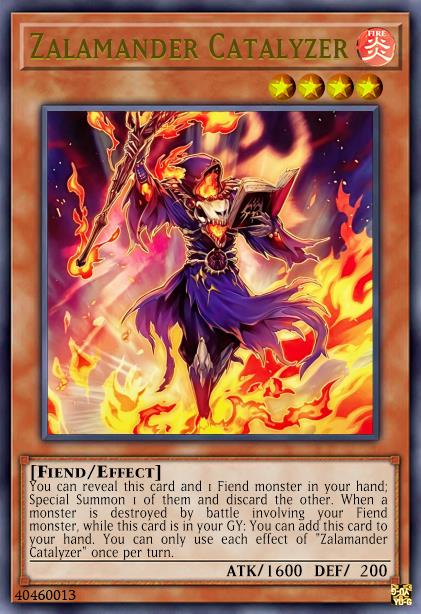 ZALAMANDER CATALYZER
FIRE
炎
[FIEND/EFFECT]
You can reveal this card and 1 Fiend monster in your hand;
Special Summon 1 of them and discard the other. When a
monster is destroyed by battle involving your Fiend
monster, while this card is in your GY: You can add this card to
your hand. You can only use each effect of "Zalamander
Catalyzer" once per turn.
ATK/1600 DEF/ 200
40460013